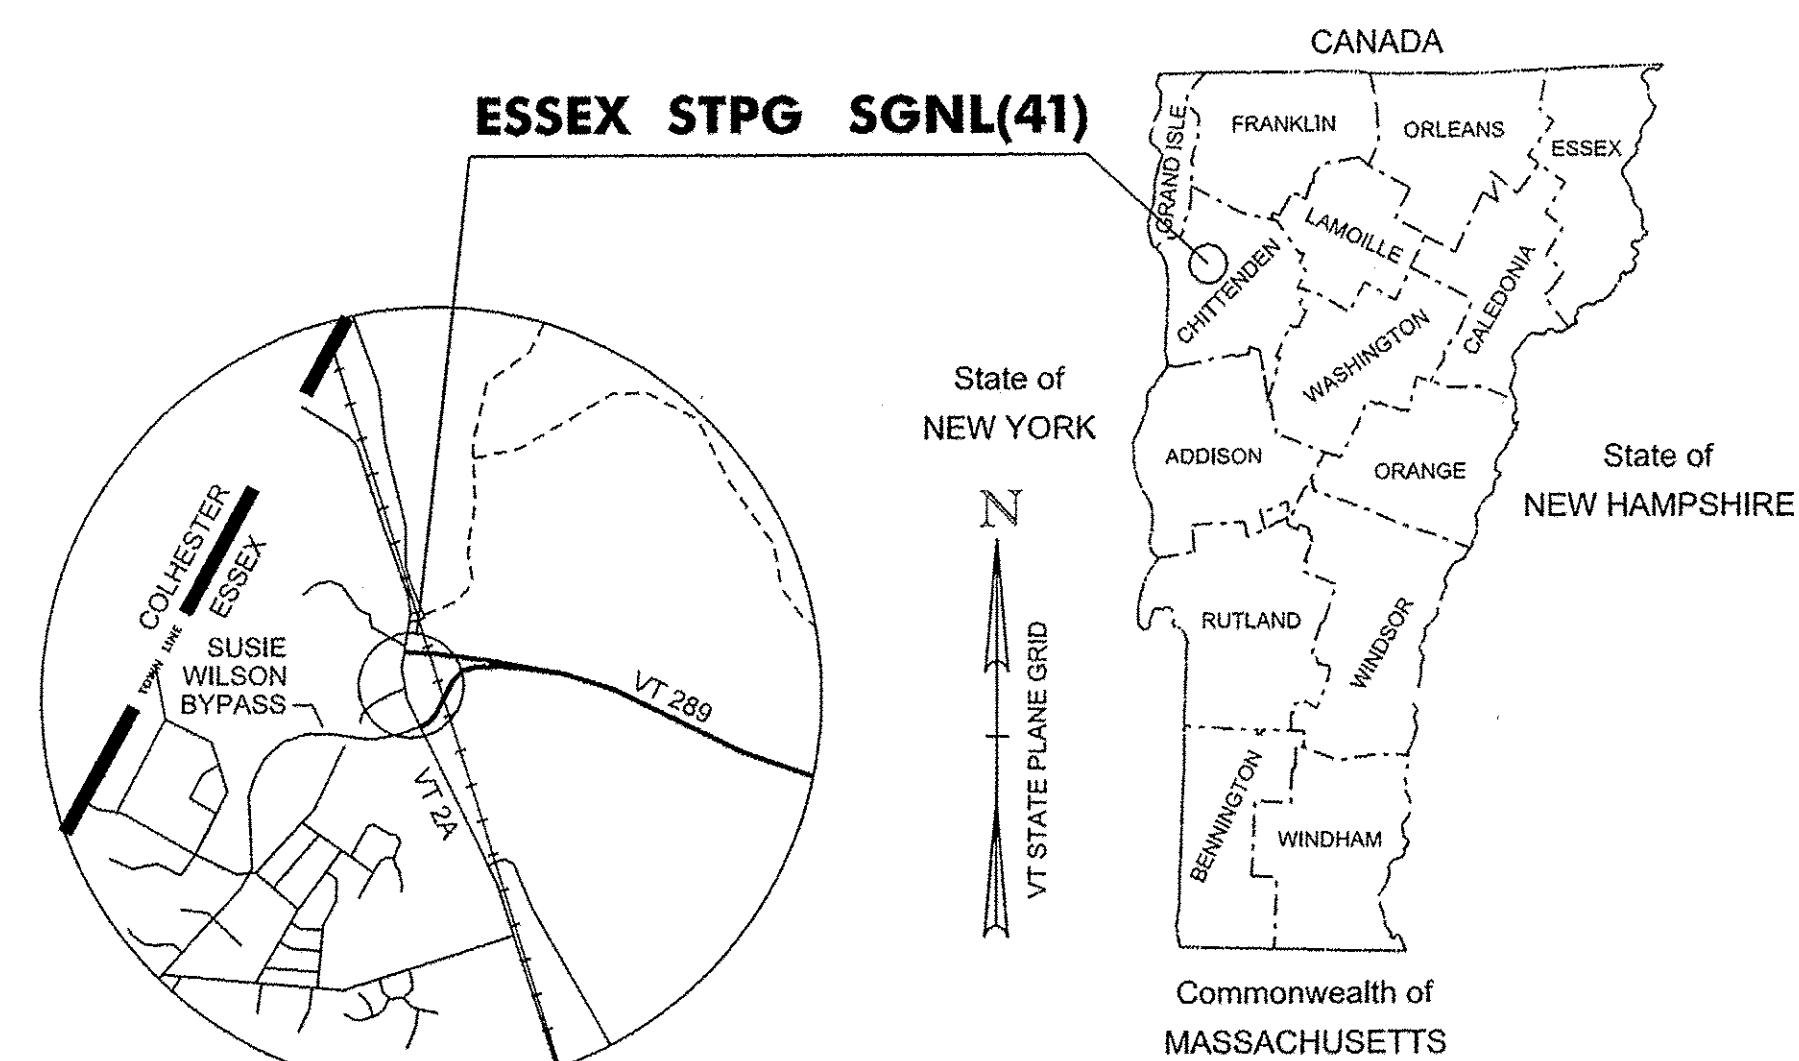 CANADA
ESSEX STPG SGNL(41)
GRAND ISLE
FRANKLIN
ORLEANS
ESSEX
LAMOILLE
CHITTENDEN
CALEDONIA
WASHINGTON
State of
NEW YORK
ADDISON
ORANGE
State of
NEW HAMPSHIRE
N
VT STATE PLANE GRID
COLHESTER
ESSEX
TOWN LINE
SUSIE
WILSON
BYPASS
VT 289
VT 2A
RUTLAND
WINDSOR
BENNINGTON
WINDHAM
Commonwealth of
MASSACHUSETTS